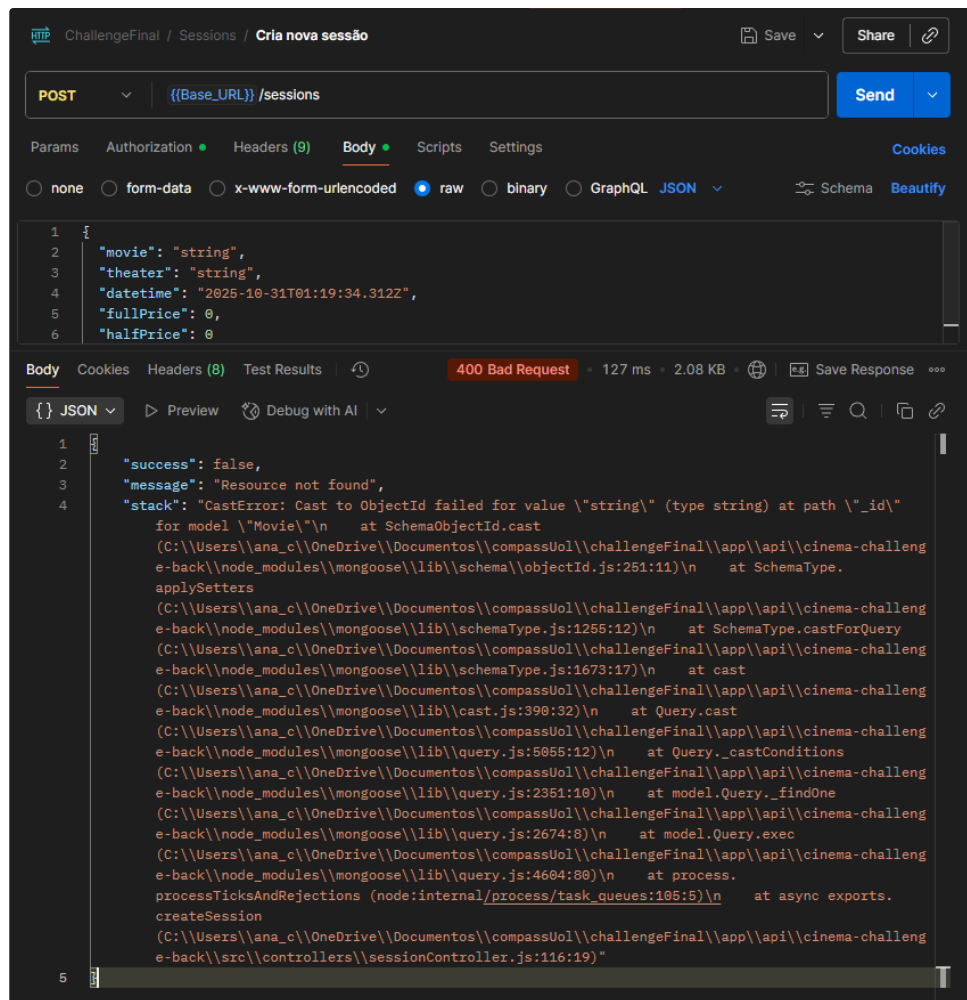 HTTP ChallengeFinal / Sessions / Cria nova sessão Save Share
POST {{Base_URL}} /sessions Send
Params Authorization Headers (9) Body Scripts Settings Cookies
none form-data x-www-form-urlencoded raw binary GraphQL JSON Schema Beautify
1 {
2 "movie": "string",
3 "theater": "string",
4 "datetime": "2025-10-31T01:19:34.312Z",
5 "fullPrice": 0,
6 "halfPrice": 0
Body Cookies Headers (8) Test Results 400 Bad Request 127 ms 2.08 KB e.g. Save Response
{} JSON Preview Debug with AI
1 {
2 "success": false,
3 "message": "Resource not found",
4 "stack": "CastError: Cast to ObjectId failed for value \"string\" (type string) at path \"_id\"
for model \"Movie\"\n    at SchemaObjectId.cast
(C:\\Users\\ana_c\\OneDrive\\Documentos\\compassUol\\challengeFinal\\app\\api\\cinema-challeng
e-back\\node_modules\\mongoose\\lib\\schema\\objectId.js:251:11)\n    at SchemaType.
applySetters
(C:\\Users\\ana_c\\OneDrive\\Documentos\\compassUol\\challengeFinal\\app\\api\\cinema-challeng
e-back\\node_modules\\mongoose\\lib\\schemaType.js:1255:12)\n    at SchemaType.castForQuery
(C:\\Users\\ana_c\\OneDrive\\Documentos\\compassUol\\challengeFinal\\app\\api\\cinema-challeng
e-back\\node_modules\\mongoose\\lib\\schemaType.js:1673:17)\n    at cast
(C:\\Users\\ana_c\\OneDrive\\Documentos\\compassUol\\challengeFinal\\app\\api\\cinema-challeng
e-back\\node_modules\\mongoose\\lib\\cast.js:390:32)\n    at Query.cast
(C:\\Users\\ana_c\\OneDrive\\Documentos\\compassUol\\challengeFinal\\app\\api\\cinema-challeng
e-back\\node_modules\\mongoose\\lib\\query.js:5055:12)\n    at Query._castConditions
(C:\\Users\\ana_c\\OneDrive\\Documentos\\compassUol\\challengeFinal\\app\\api\\cinema-challeng
e-back\\node_modules\\mongoose\\lib\\query.js:2351:10)\n    at model.Query._findOne
(C:\\Users\\ana_c\\OneDrive\\Documentos\\compassUol\\challengeFinal\\app\\api\\cinema-challeng
e-back\\node_modules\\mongoose\\lib\\query.js:2674:8)\n    at model.Query.exec
(C:\\Users\\ana_c\\OneDrive\\Documentos\\compassUol\\challengeFinal\\app\\api\\cinema-challeng
e-back\\node_modules\\mongoose\\lib\\query.js:4604:80)\n    at process.
processTicksAndRejections (node:internal/process/task_queues:105:5)\n    at async exports.
createSession
(C:\\Users\\ana_c\\OneDrive\\Documentos\\compassUol\\challengeFinal\\app\\api\\cinema-challeng
e-back\\src\\controllers\\sessionController.js:116:19)"
5 }